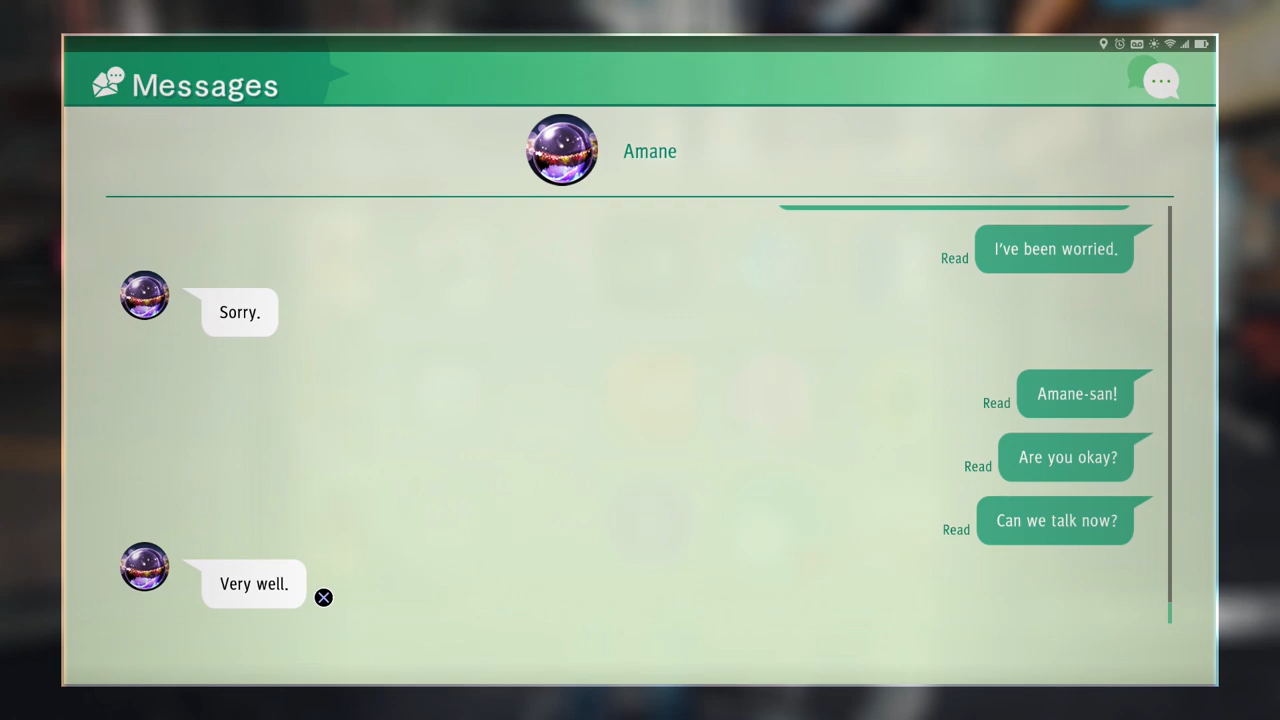 Messages
Amane
I've been worried.
Read
Sorry.
Amane-san!
Read
Are you okay?
Read
Can we talk now?
Read
Very well.